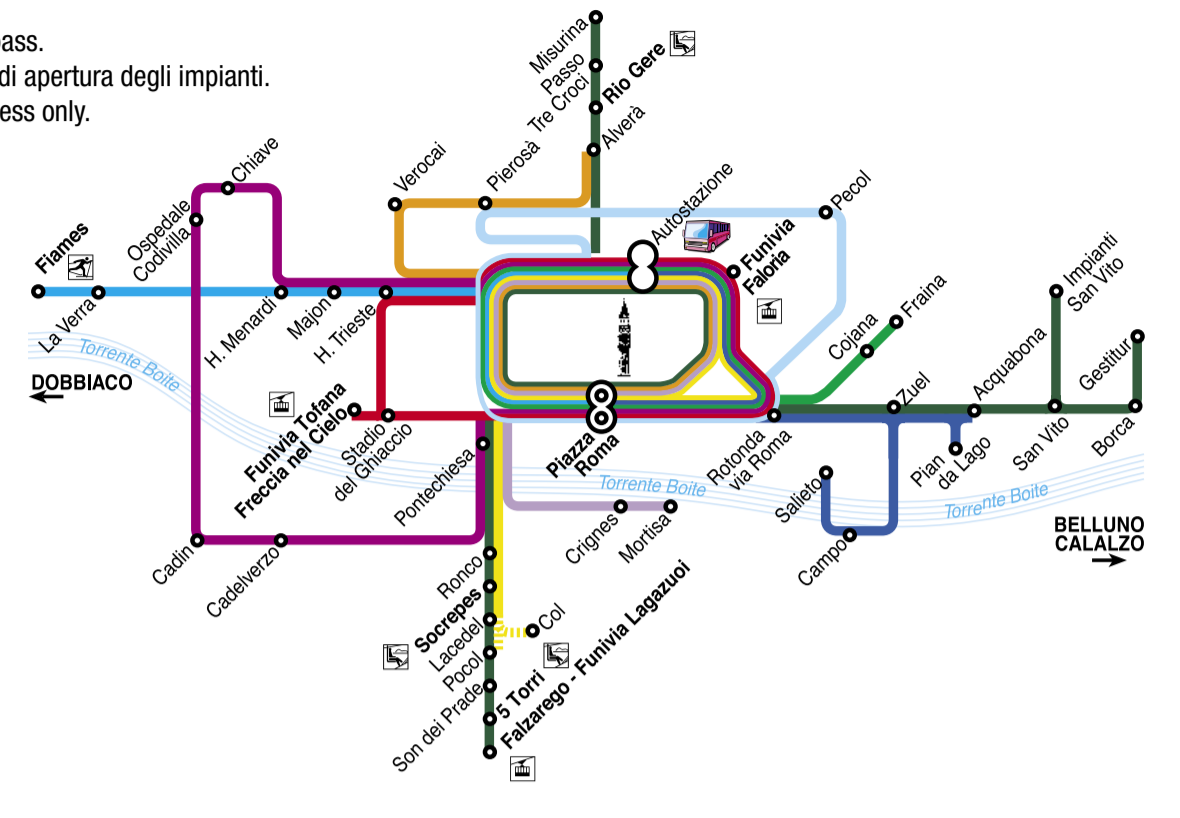 pass.
di apertura degli impianti.
ess only.
Misurina
Passo
Tre Croci
Rio Gere
Alverà
Chiave
Verocai
Pierosà
Autostazione
Pecol
Ospedale
Codivilla
Fiames
Funivia
Faloria
Impianti
San Vito
Fraina
Cojana
La Verra
H. Menardi
Majon
H. Trieste
Torrente Boite
DOBBIACO
Zuel
Acquabona
Gestitur
Funivia Tofana
Freccia nel Cielo
Stadio
del Ghiaccio
Pontechiesa
Piazza
Roma
Rotonda
via Roma
Pian
da Lago
San Vito
Borca
Torrente Boite
Salieto
Torrente Boite
Crignes
Mortisa
Campo
BELLUNO
CALALZO
Cadin
Cadelverzo
Ronco
Socrepes
Lacedel
Col
Pocol
Son dei Prade
5 Torri
Falzarego - Funivia Lagazuoi